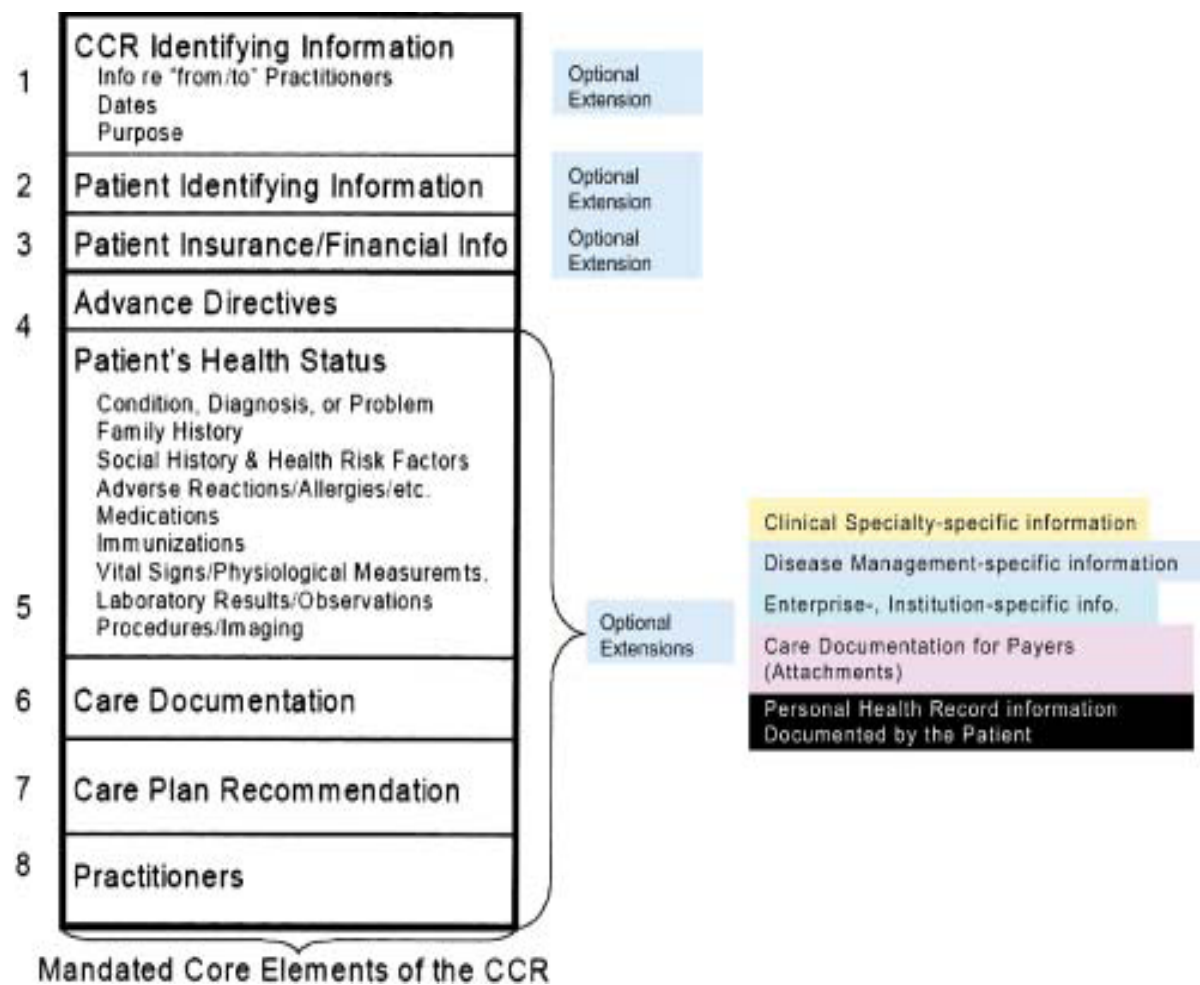 1
CCR Identifying Information
Info re "from/to" Practitioners
Dates
Purpose
Optional
Extension
2
Patient Identifying Information
Optional
Extension
3
Patient Insurance/Financial Info
Optional
Extension
4
Advance Directives
Patient's Health Status
Condition, Diagnosis, or Problem
Family History
Social History & Health Risk Factors
Adverse Reactions/Allergies/etc.
Medications
Immunizations
Vital Signs/Physiological Measuremts.
5
Laboratory Results/Observations
Procedures/Imaging
Optional
Extensions
Clinical Specialty-specific information
Disease Management-specific information
Enterprise-, Institution-specific info.
Care Documentation for Payers
(Attachments)
Personal Health Record information
Documented by the Patient
6
Care Documentation
7
Care Plan Recommendation
8
Practitioners
Mandated Core Elements of the CCR